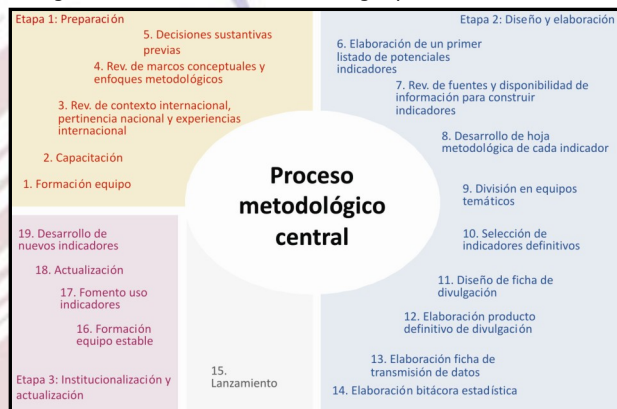 Etapa 1: Preparación
5. Decisiones sustantivas
previas
4. Rev. de marcos conceptuales y
enfoques metodológicos
3. Rev. de contexto internacional,
pertinencia nacional y experiencias
internacional
2. Capacitación
1. Formación equipo
Etapa 2: Diseño y elaboración
6. Elaboración de un primer
listado de potenciales
indicadores
7. Rev. de fuentes y disponibilidad de
información para construir
indicadores
8. Desarrollo de hoja
metodológica de cada indicador
9. División en equipos
temáticos
10. Selección de
indicadores definitivos
11. Diseño de ficha de
divulgación
12. Elaboración producto
definitivo de divulgación
13. Elaboración ficha de
transmisión de datos
14. Elaboración bitácora estadística
Proceso
metodológico
central
15.
Lanzamiento
19. Desarrollo de
nuevos indicadores
18. Actualización
17. Fomento uso
indicadores
16. Formación
equipo estable
Etapa 3: Institucionalización y
actualización